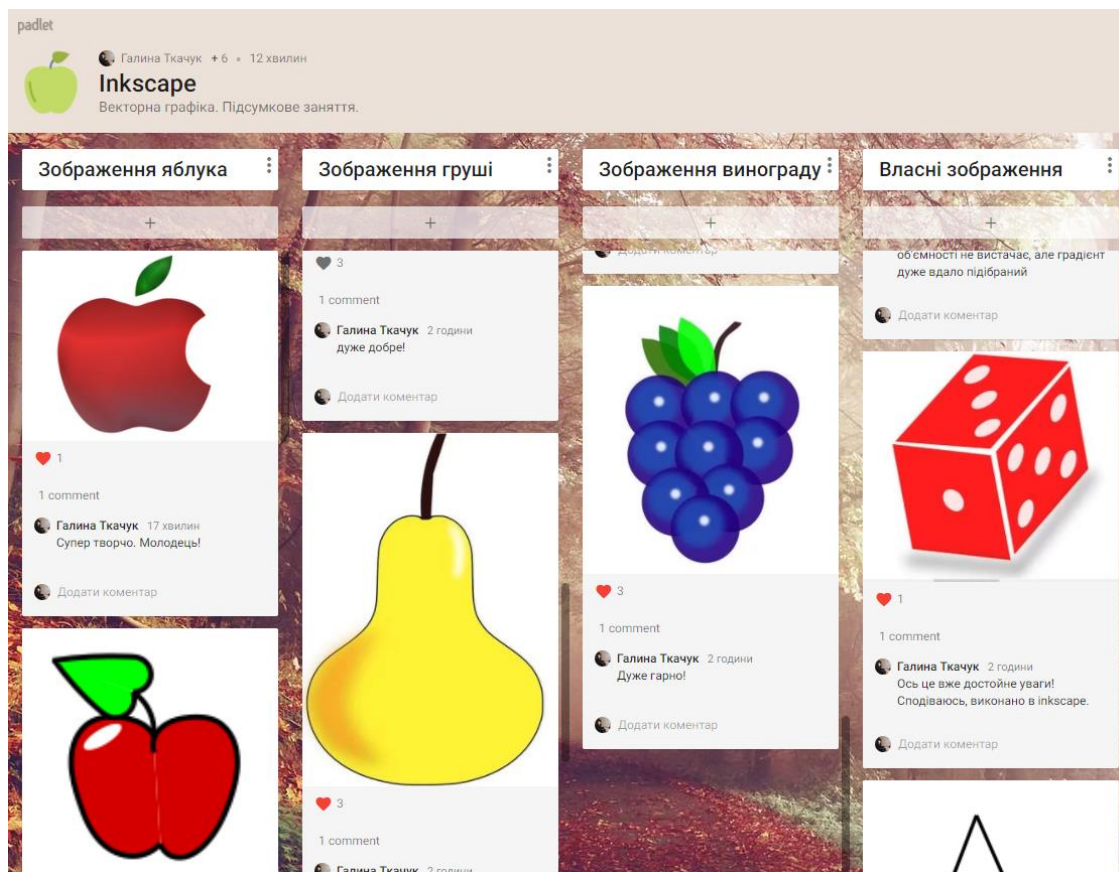 padlet
Галина Ткачук + 6 • 12 хвилин
Inkscape
Векторна графіка. Підсумкове заняття.
Зображення яблука
+
1
1 comment
Галина Ткачук 17 хвилин
Супер творчо. Молодець!
Додати коментар
Зображення груші
+
3
1 comment
Галина Ткачук 2 години
дуже добре!
Додати коментар
3
1 comment
Галина Ткачук 2 години
Зображення винограду
+
Додати коментар
3
1 comment
Галина Ткачук 2 години
Дуже гарно!
Додати коментар
Власні зображення
+
об'ємності не вистачає, але градієнт
дуже вдало підібраний
Додати коментар
1
1 comment
Галина Ткачук 2 години
Ось це вже достойне уваги!
Сподіваюсь, виконано в inkscape.
Додати коментар